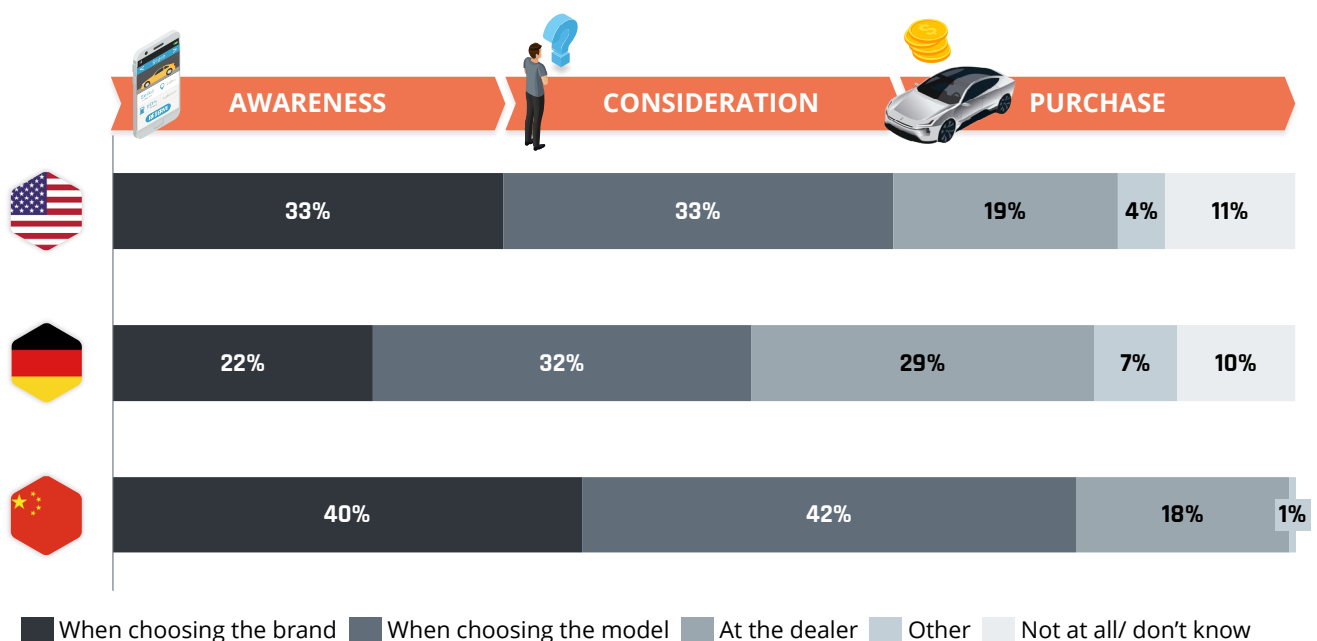 AWARENESS
CONSIDERATION
PURCHASE
33%
33%
19%
4%
11%
22%
32%
29%
7%
10%
40%
42%
18%
1%
When choosing the brand
When choosing the model
At the dealer
Other
Not at all/ don’t know